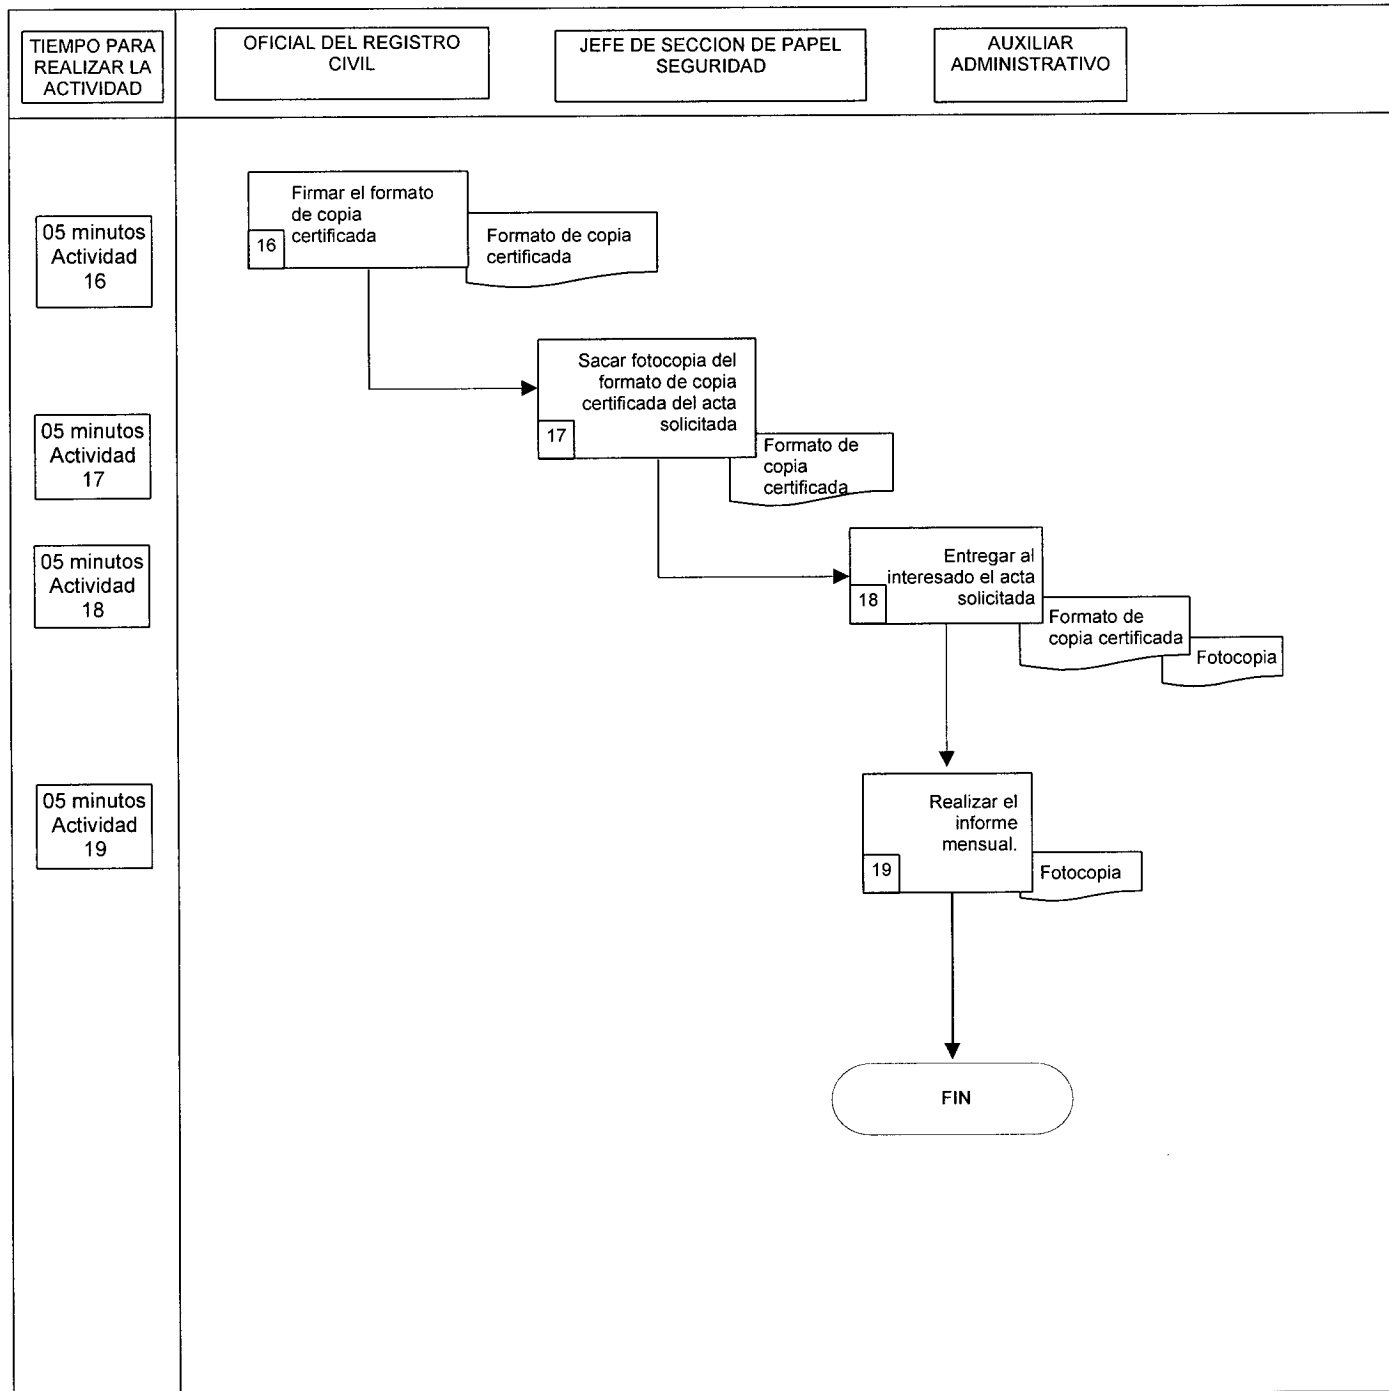 TIEMPO PARA
REALIZAR LA
ACTIVIDAD
OFICIAL DEL REGISTRO
CIVIL
JEFE DE SECCION DE PAPEL
SEGURIDAD
AUXILIAR
ADMINISTRATIVO
05 minutos
Actividad
16
Firmar el formato
de copia
certificada
16
Formato de copia
certificada
05 minutos
Actividad
17
Sacar fotocopia del
formato de copia
certificada del acta
solicitada
17
Formato de
copia
certificada
05 minutos
Actividad
18
Entregar al
interesado el acta
solicitada
18
Formato de
copia certificada
Fotocopia
05 minutos
Actividad
19
Realizar el
informe
mensual.
19
Fotocopia
FIN